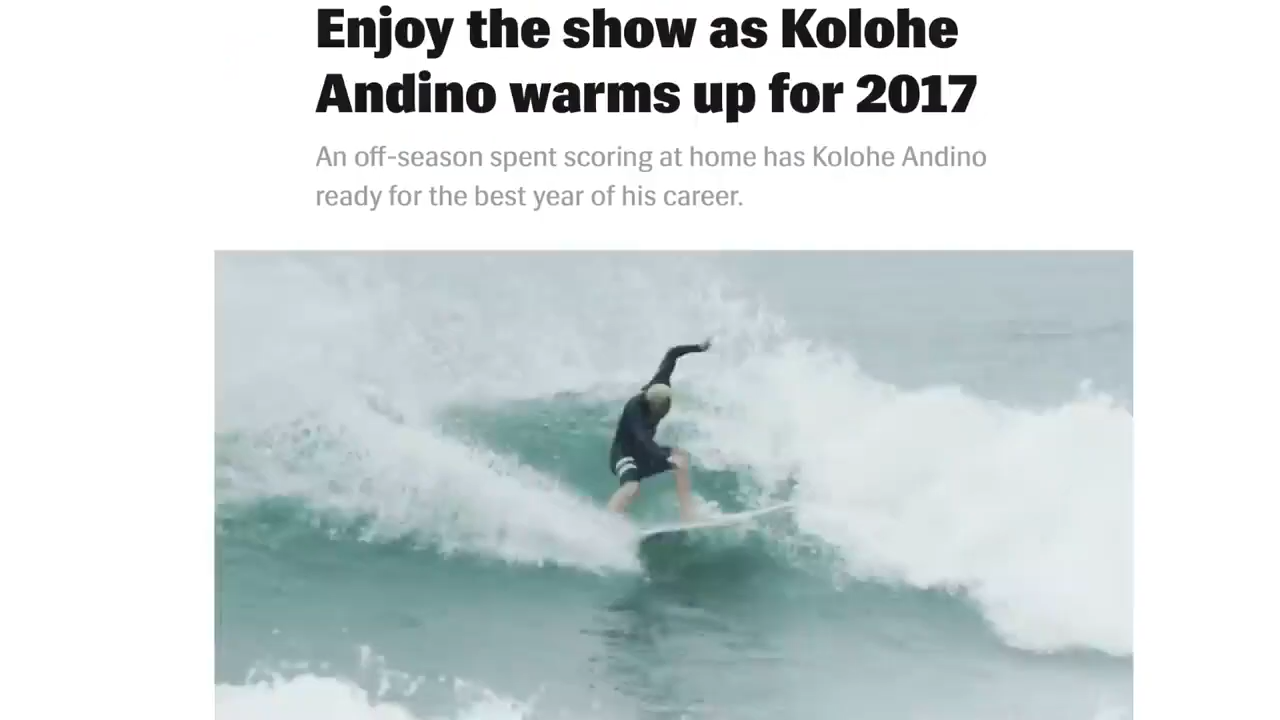 Enjoy the show as Kolohe
Andino warms up for 2017
An off-season spent scoring at home has Kolohe Andino
ready for the best year of his career.